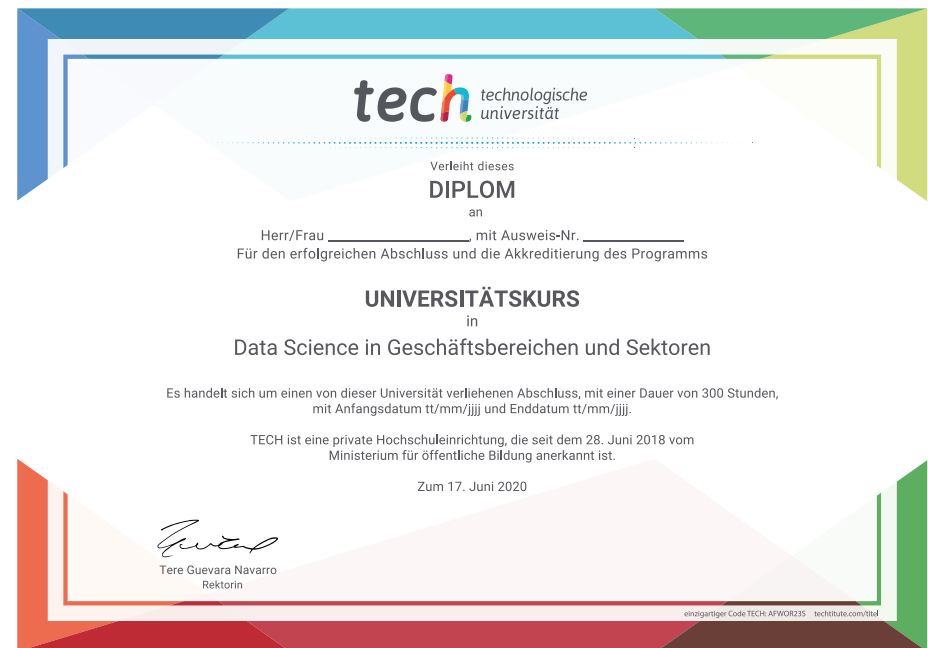 tech technologische
universität
Verleiht dieses
DIPLOM
an
Herr/Frau ____________________, mit Ausweis-Nr. ______________
Für den erfolgreichen Abschluss und die Akkreditierung des Programms
UNIVERSITÄTSKURS
in
Data Science in Geschäftsbereichen und Sektoren
Es handelt sich um einen von dieser Universität verliehenen Abschluss, mit einer Dauer von 300 Stunden,
mit Anfangsdatum tt/mm/jjjj und Enddatum tt/mm/jjjj.
TECH ist eine private Hochschuleinrichtung, die seit dem 28. Juni 2018 vom
Ministerium für öffentliche Bildung anerkannt ist.
Zum 17. Juni 2020
Tere Guevara Navarro
Rektorin
einzigartiger Code TECH: AFWOR23S techtitute.com/titel